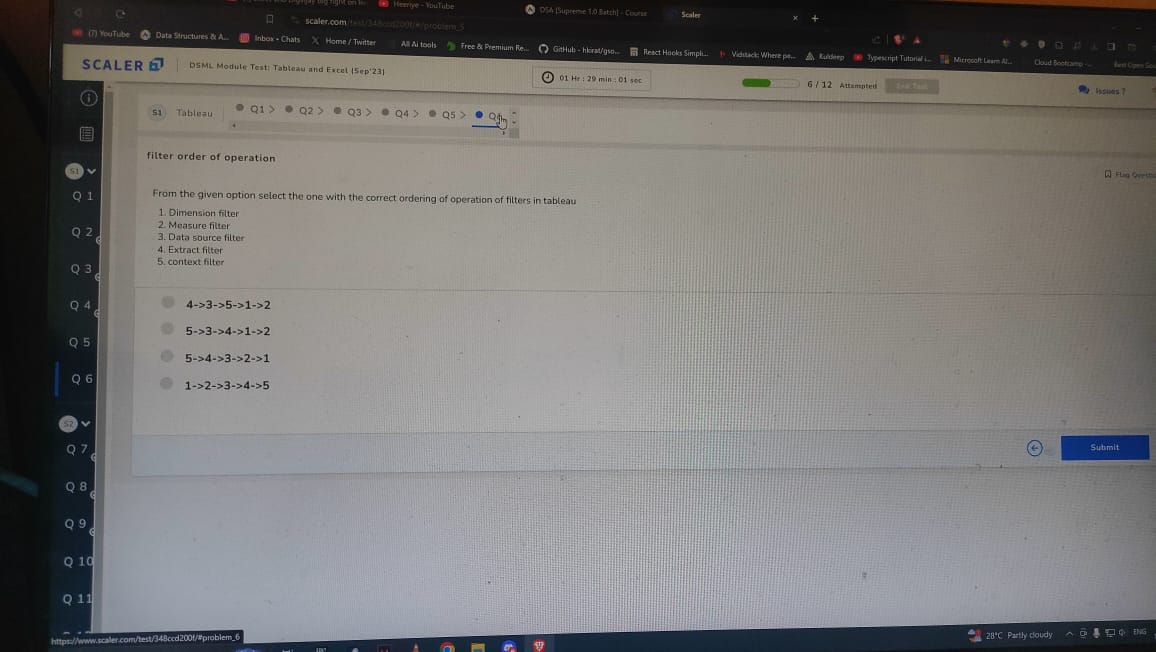 Heeriye - YouTube
DSA [Supreme 1.0 Batch] - Course
Scaler
scaler.com/test/348ccd200f/#/problem_5
(7) YouTube
Data Structures & A...
Inbox • Chats
Home / Twitter
All Ai tools
Free & Premium Re...
GitHub - hkirat/gso...
React Hooks Simpli...
Vidstack: Where pe...
Kuldeep
Typescript Tutorial i...
Microsoft Learn AI...
Cloud Bootcamp -...
SCALER
DSML Module Test: Tableau and Excel (Sep'23)
01 Hr : 29 min : 01 sec
6 / 12 Attempted
End Test
Issues ?
S1 Tableau Q1 > Q2 > Q3 > Q4 > Q5 >
filter order of operation
Flag
From the given option select the one with the correct ordering of operation of filters in tableau
1. Dimension filter
2. Measure filter
3. Data source filter
4. Extract filter
5. context filter
4->3->5->1->2
5->3->4->1->2
5->4->3->2->1
1->2->3->4->5
Submit
S1
Q 1
Q 2
Q 3
Q 4
Q 5
Q 6
S2
Q 7
Q 8
Q 9
Q 10
Q 11
https://www.scaler.com/test/348ccd200f/#problem_6
28°C Partly cloudy
ENG